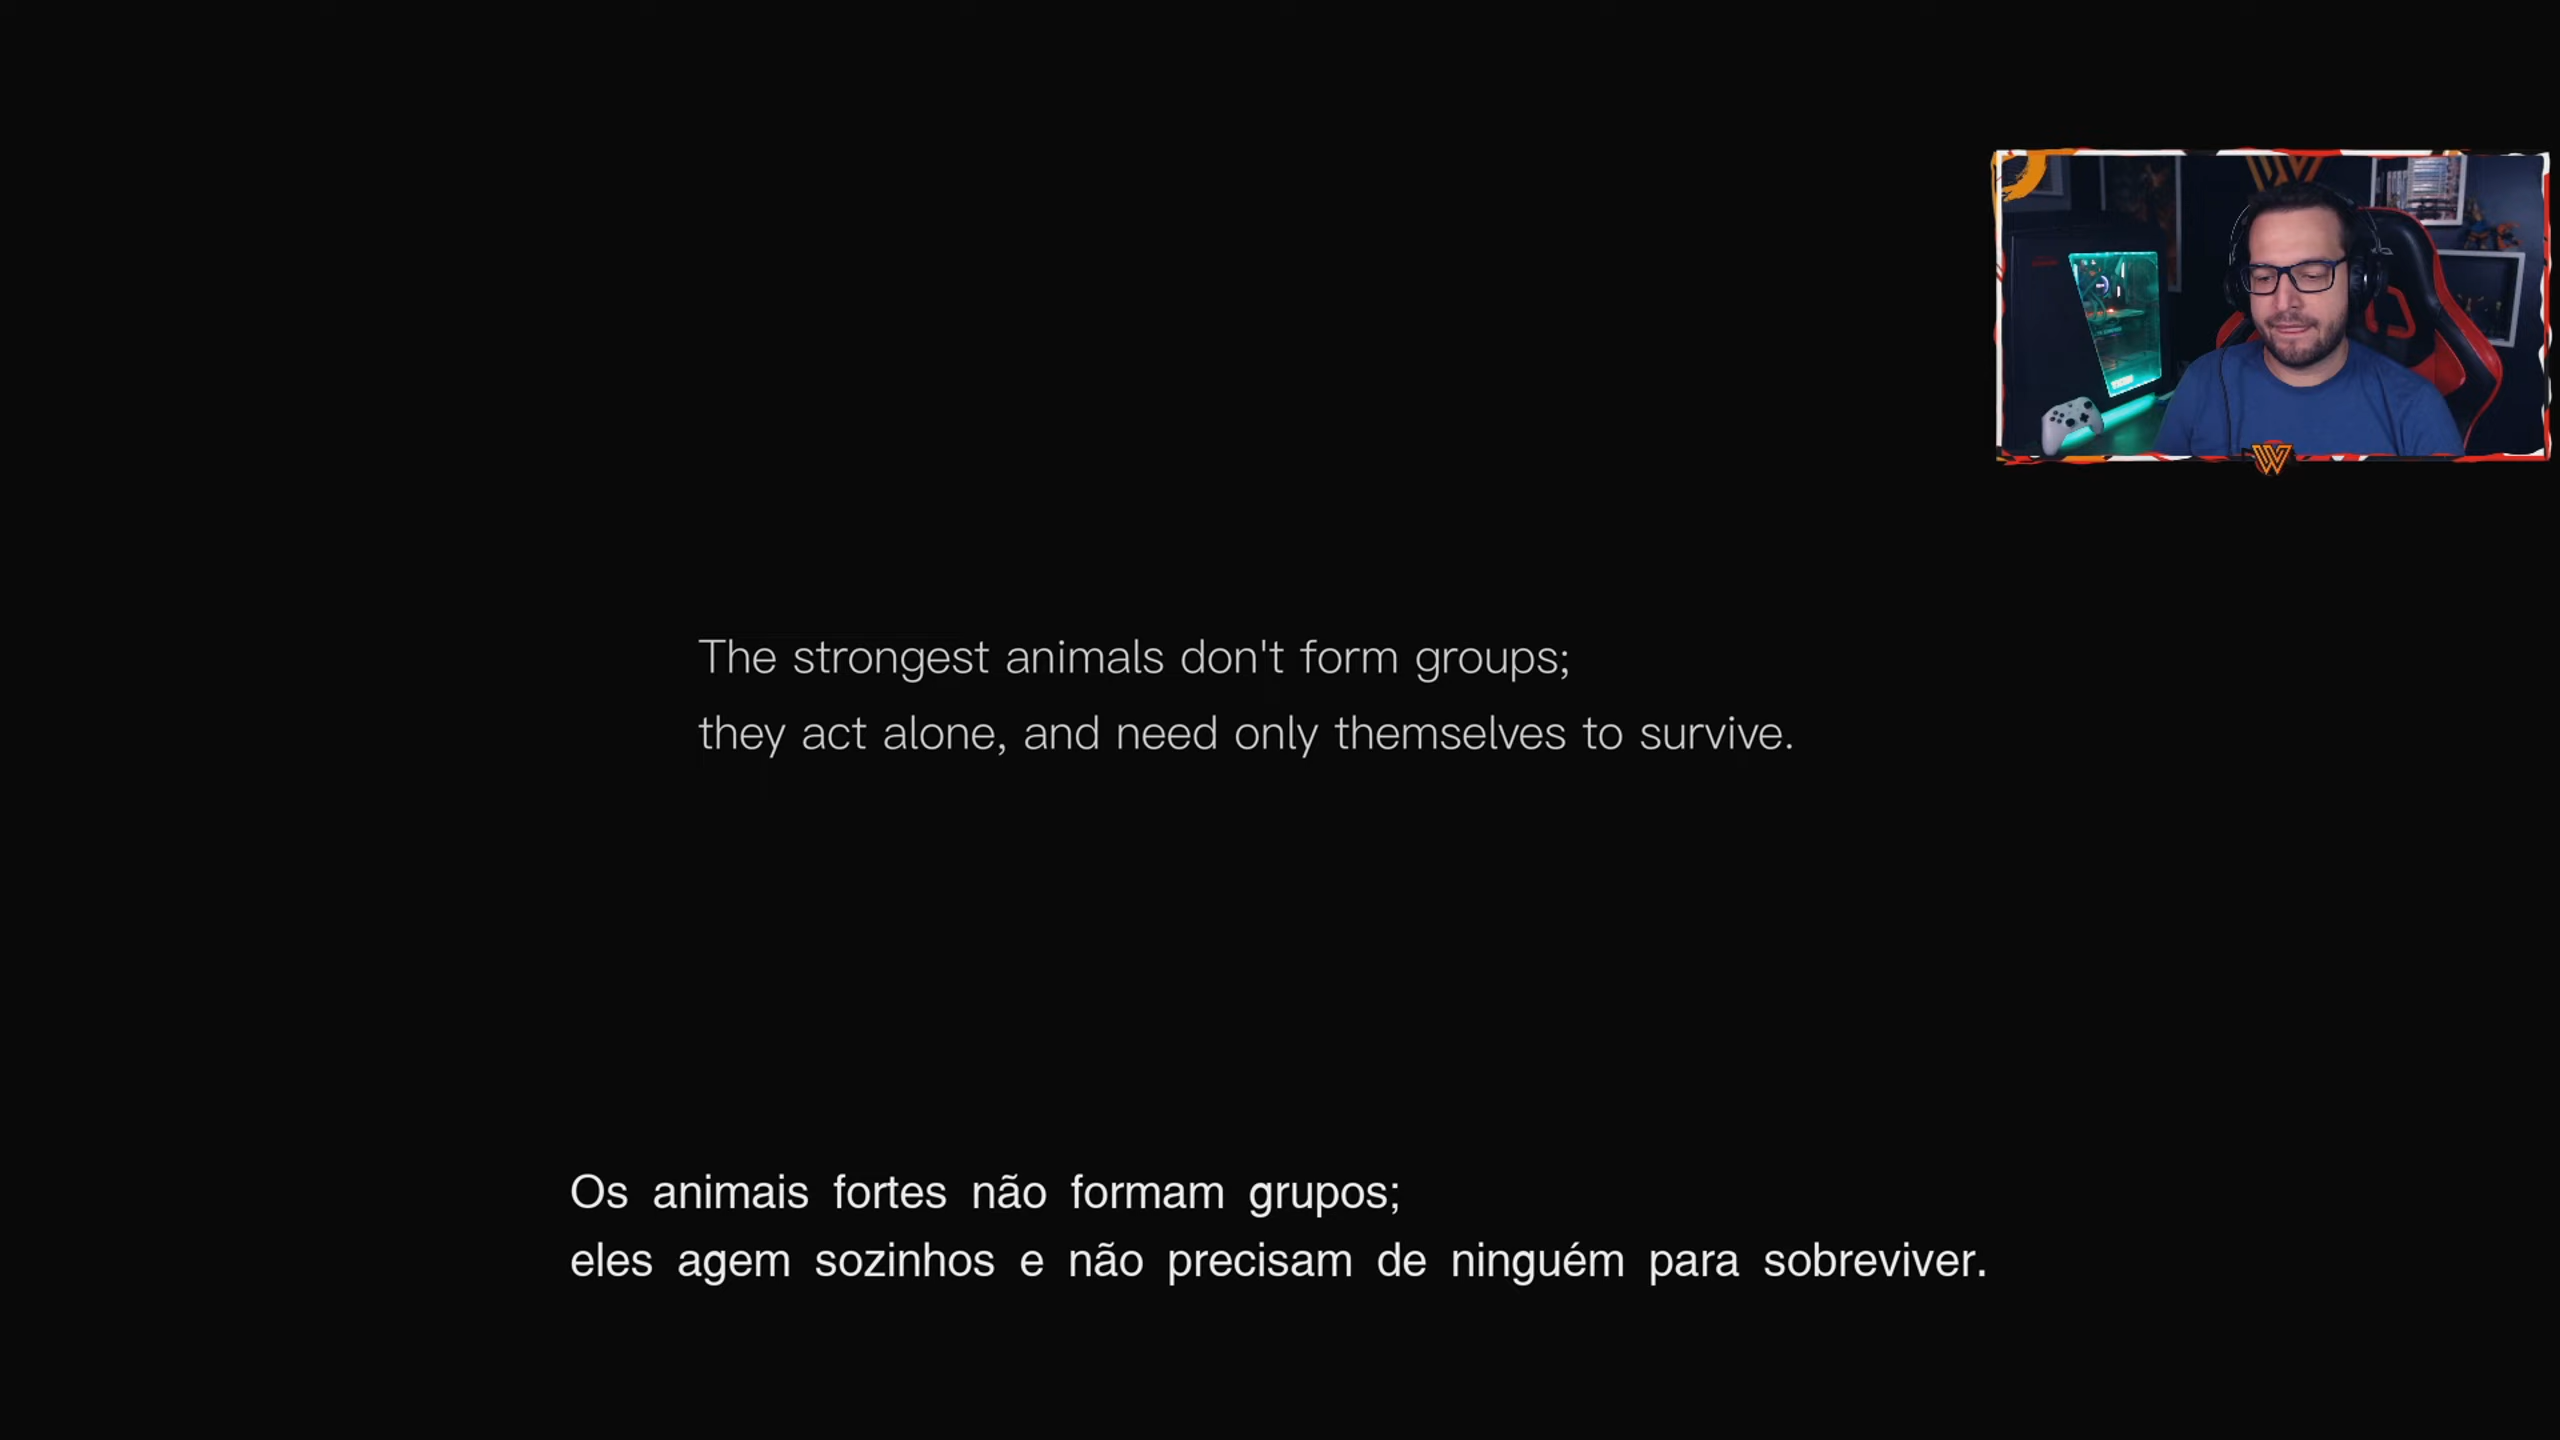 The strongest animals don't form groups;
they act alone, and need only themselves to survive.
Os animais fortes não formam grupos;
eles agem sozinhos e não precisam de ninguém para sobreviver.